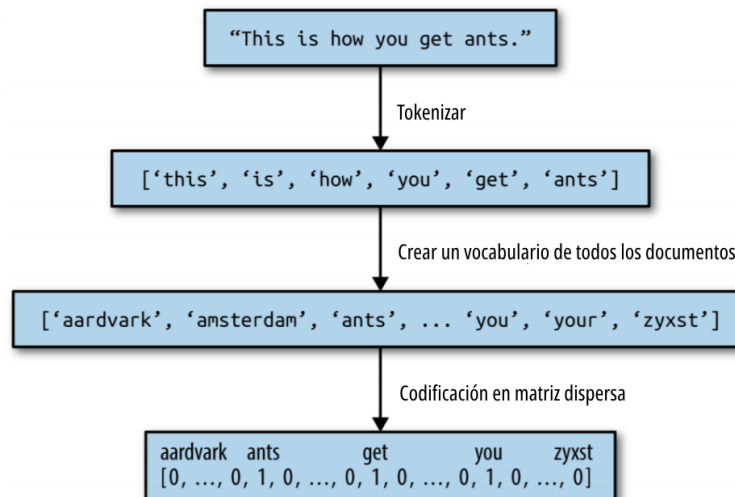 “This is how you get ants.”
Tokenizar
[‘this’, ‘is’, ‘how’, ‘you’, ‘get’, ‘ants’]
Crear un vocabulario de todos los documentos
[‘aardvark’, ‘amsterdam’, ‘ants’, ... ‘you’, ‘your’, ‘zyxst’]
Codificación en matriz dispersa
aardvark ants get you zyxst
[0, ..., 0, 1, 0, ..., 0, 1, 0, ..., 0, 1, 0, ..., 0]